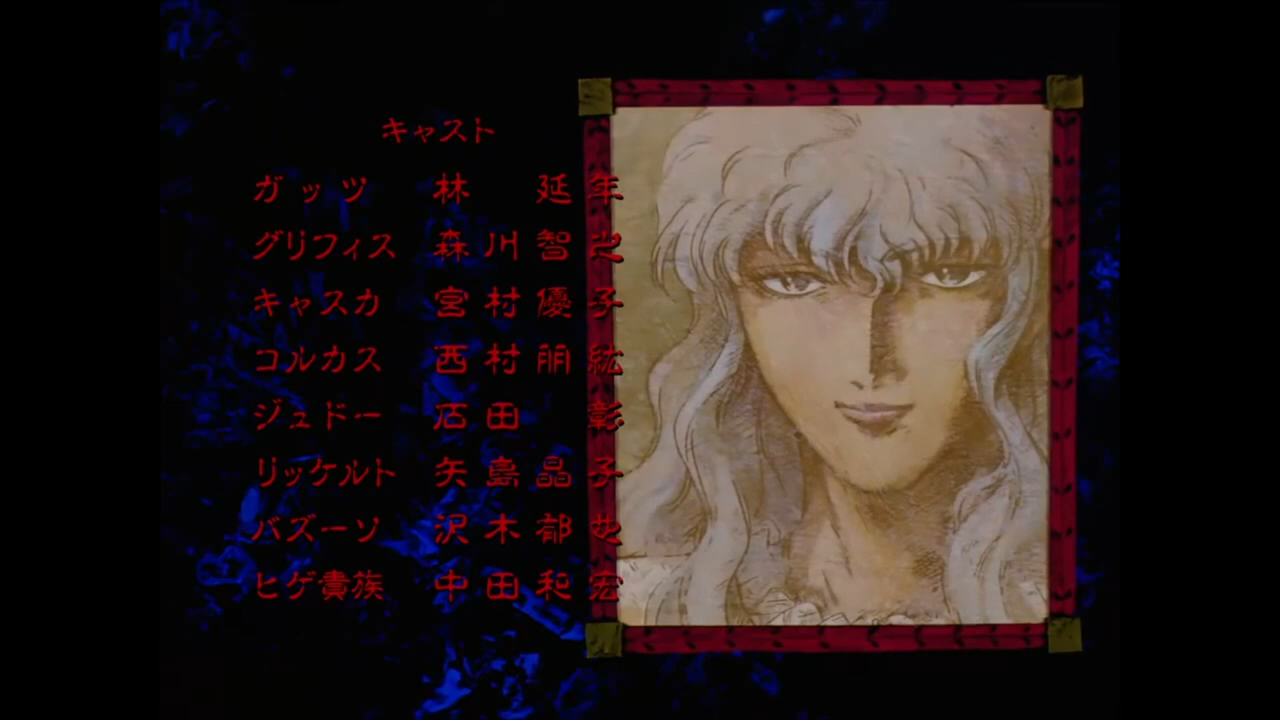 キャスト
ガッツ 林 延年
グリフィス 森川智之
キャスカ 宮村優子
コルカス 西村朋紘
ジュドー 石田 彰
リッケルト 矢島晶子
バズーソ 沢木郁也
ヒゲ貴族 中田和宏